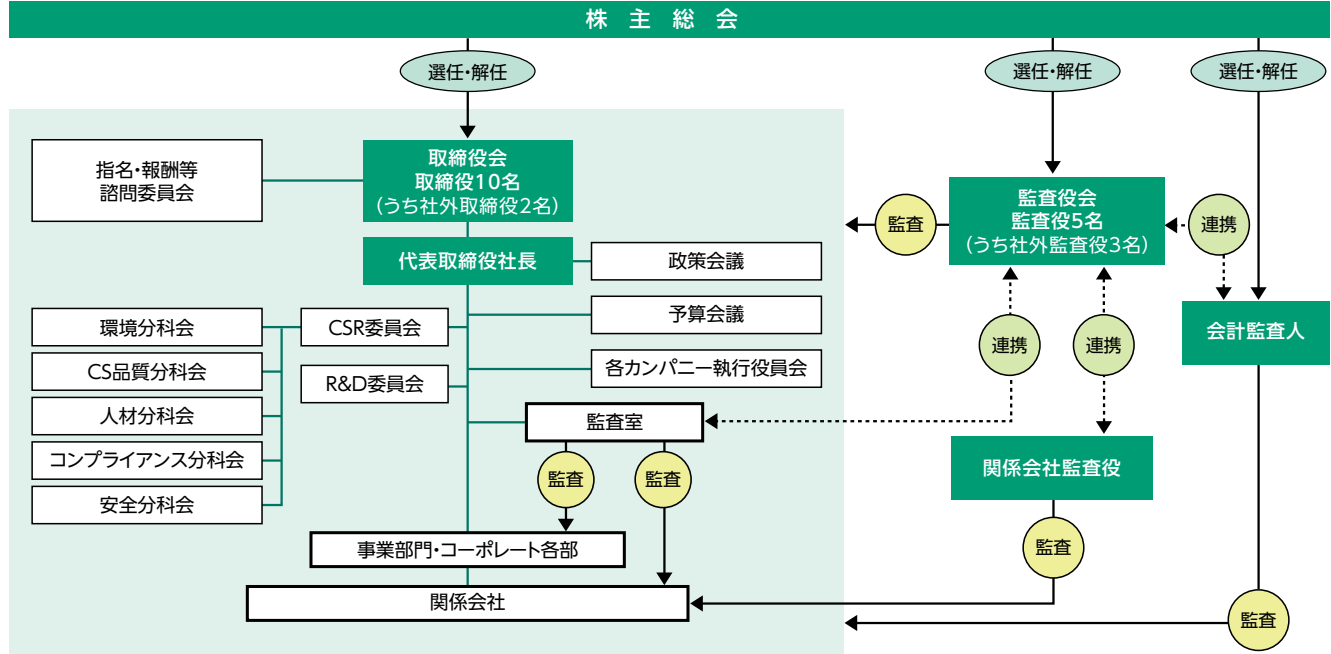 株主総会
選任・解任
選任・解任
選任・解任
指名・報酬等
諮問委員会
取締役会
取締役10名
(うち社外取締役2名)
監査
監査役会
監査役5名
(うち社外監査役3名)
連携
代表取締役社長
政策会議
環境分科会
CSR委員会
予算会議
連携
連携
会計監査人
CS品質分科会
R&D委員会
各カンパニー執行役員会
人材分科会
監査室
コンプライアンス分科会
監査
監査
関係会社監査役
安全分科会
事業部門・コーポレート各部
監査
関係会社
監査